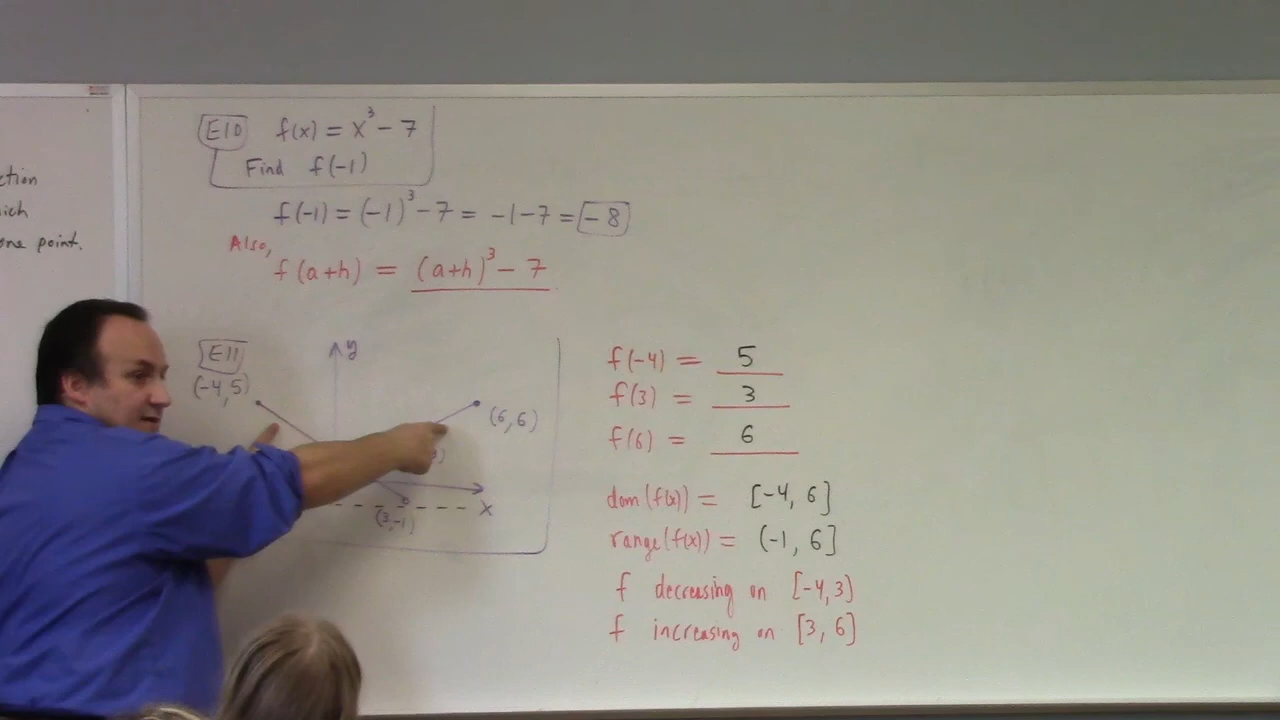 ction
ich
one point.
E10 f(x) = x³ - 7
Find f(-1)
f(-1) = (-1)³ - 7 = -1 - 7 = -8
Also,
f(a+h) = (a+h)³ - 7
E11
y
(-4,5)
(6,6)
3)
(3,-1)
x
f(-4) = 5
f(3) = 3
f(6) = 6
dom(f(x)) = [-4, 6]
range(f(x)) = (-1, 6]
f decreasing on [-4,3)
f increasing on [3, 6]